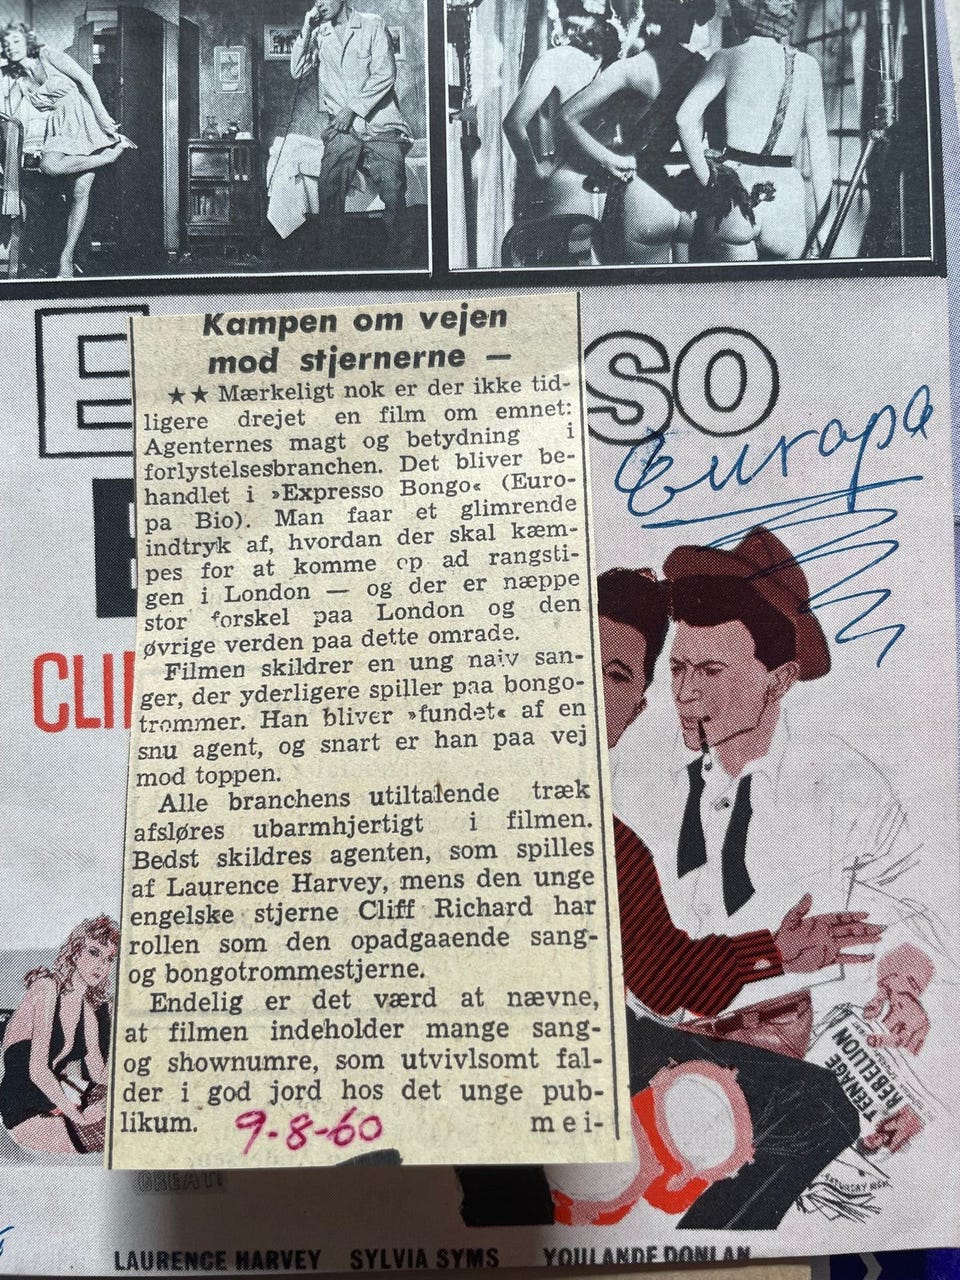 E
SO
Europa
CLI
Kampen om vejen
mod stjernerne —
★★ Mærkeligt nok er der ikke tid-
ligere drejet en film om emnet:
Agenternes magt og betydning i
forlystelsesbranchen. Det bliver be-
handlet i »Expresso Bongo« (Euro-
pa Bio). Man faar et glimrende
indtryk af, hvordan der skal kæm-
pes for at komme op ad rangsti-
gen i London — og der er næppe
stor forskel paa London og den
øvrige verden paa dette omrade.
Filmen skildrer en ung naiv san-
ger, der yderligere spiller paa bongo-
trommer. Han bliver »fundet« af en
snu agent, og snart er han paa vej
mod toppen.
Alle branchens utiltalende træk
afsløres ubarmhjertigt i filmen.
Bedst skildres agenten, som spilles
af Laurence Harvey, mens den unge
engelske stjerne Cliff Richard har
rollen som den opadgaaende sang-
og bongotrommestjerne.
Endelig er det værd at nævne,
at filmen indeholder mange sang-
og shownumre, som utvivlsomt fal-
der i god jord hos det unge pub-
likum.
mei-
9-8-60
TEENAGE
REBELLION
SATURDAY
GREAT!
LAURENCE HARVEY SYLVIA SYMS YOULANDE DONLAN